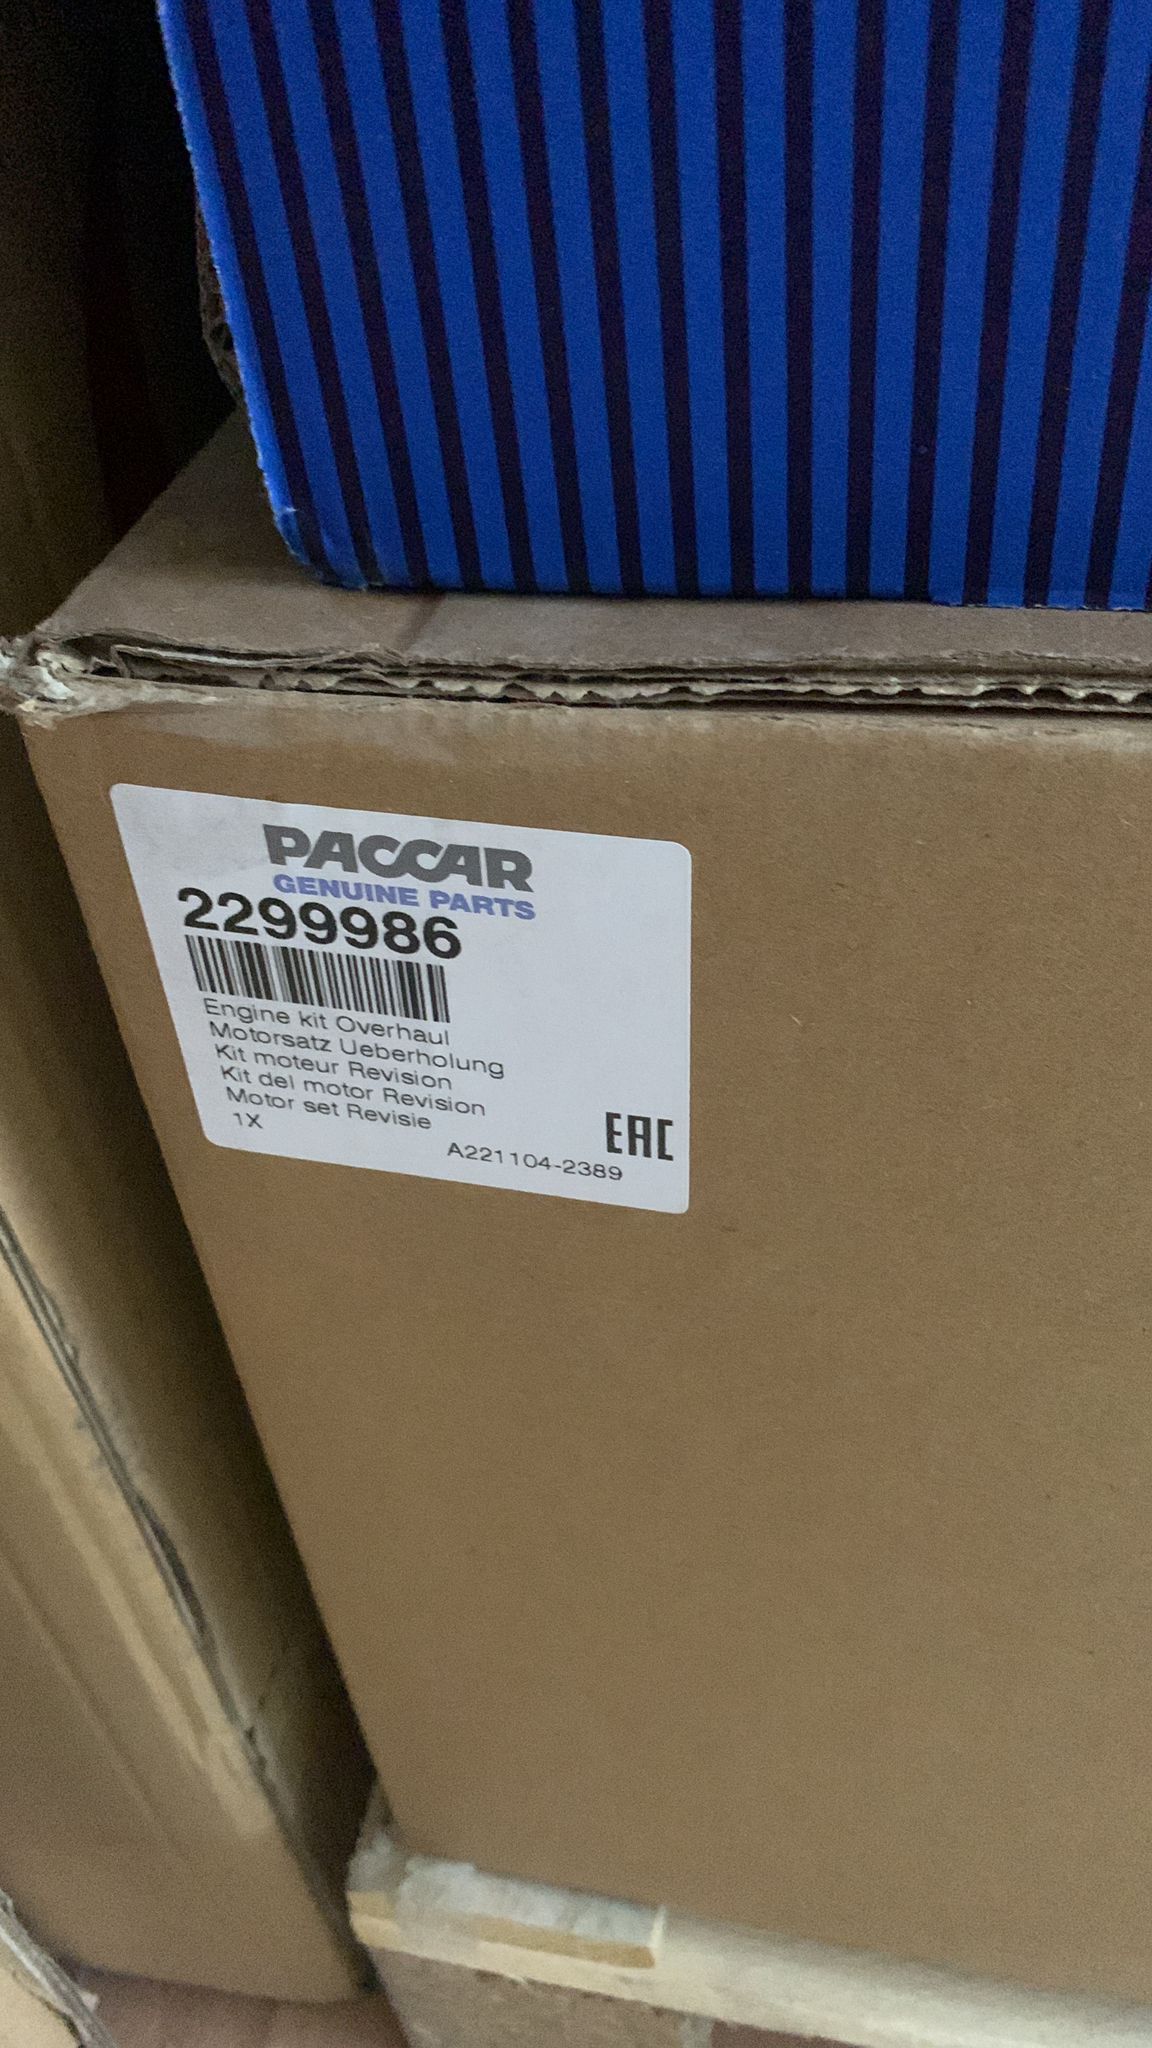 PACCAR
GENUINE PARTS
2299986
Engine kit Overhaul
Motorsatz Ueberholung
Kit moteur Revision
Kit del motor Revision
Motor set Revisie
1X
EAC
A221104-2389